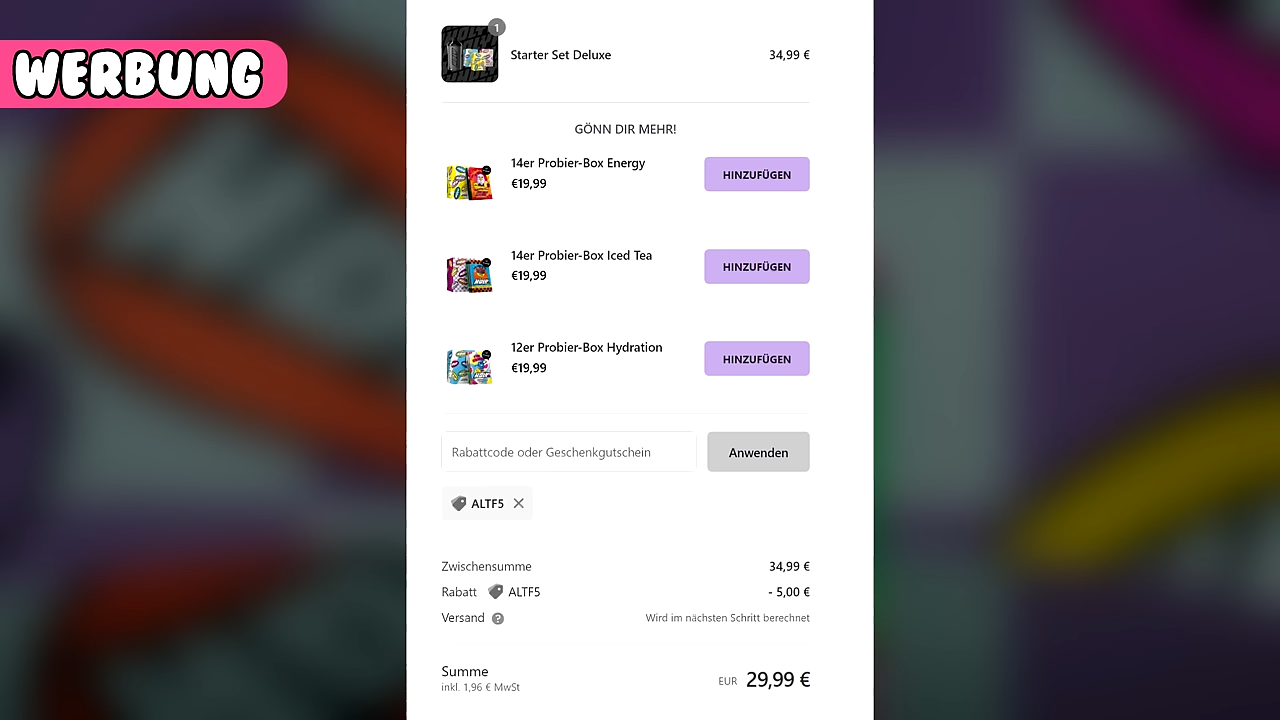 WERBUNG
1
Starter Set Deluxe 34,99 €
GÖNN DIR MEHR!
14er Probier-Box Energy
€19,99
HINZUFÜGEN
14er Probier-Box Iced Tea
€19,99
HINZUFÜGEN
12er Probier-Box Hydration
€19,99
HINZUFÜGEN
Rabattcode oder Geschenkgutschein
Anwenden
ALTF5
Zwischensumme 34,99 €
Rabatt ALTF5 - 5,00 €
Versand ? Wird im nächsten Schritt berechnet
Summe
inkl. 1,96 € MwSt
EUR 29,99 €